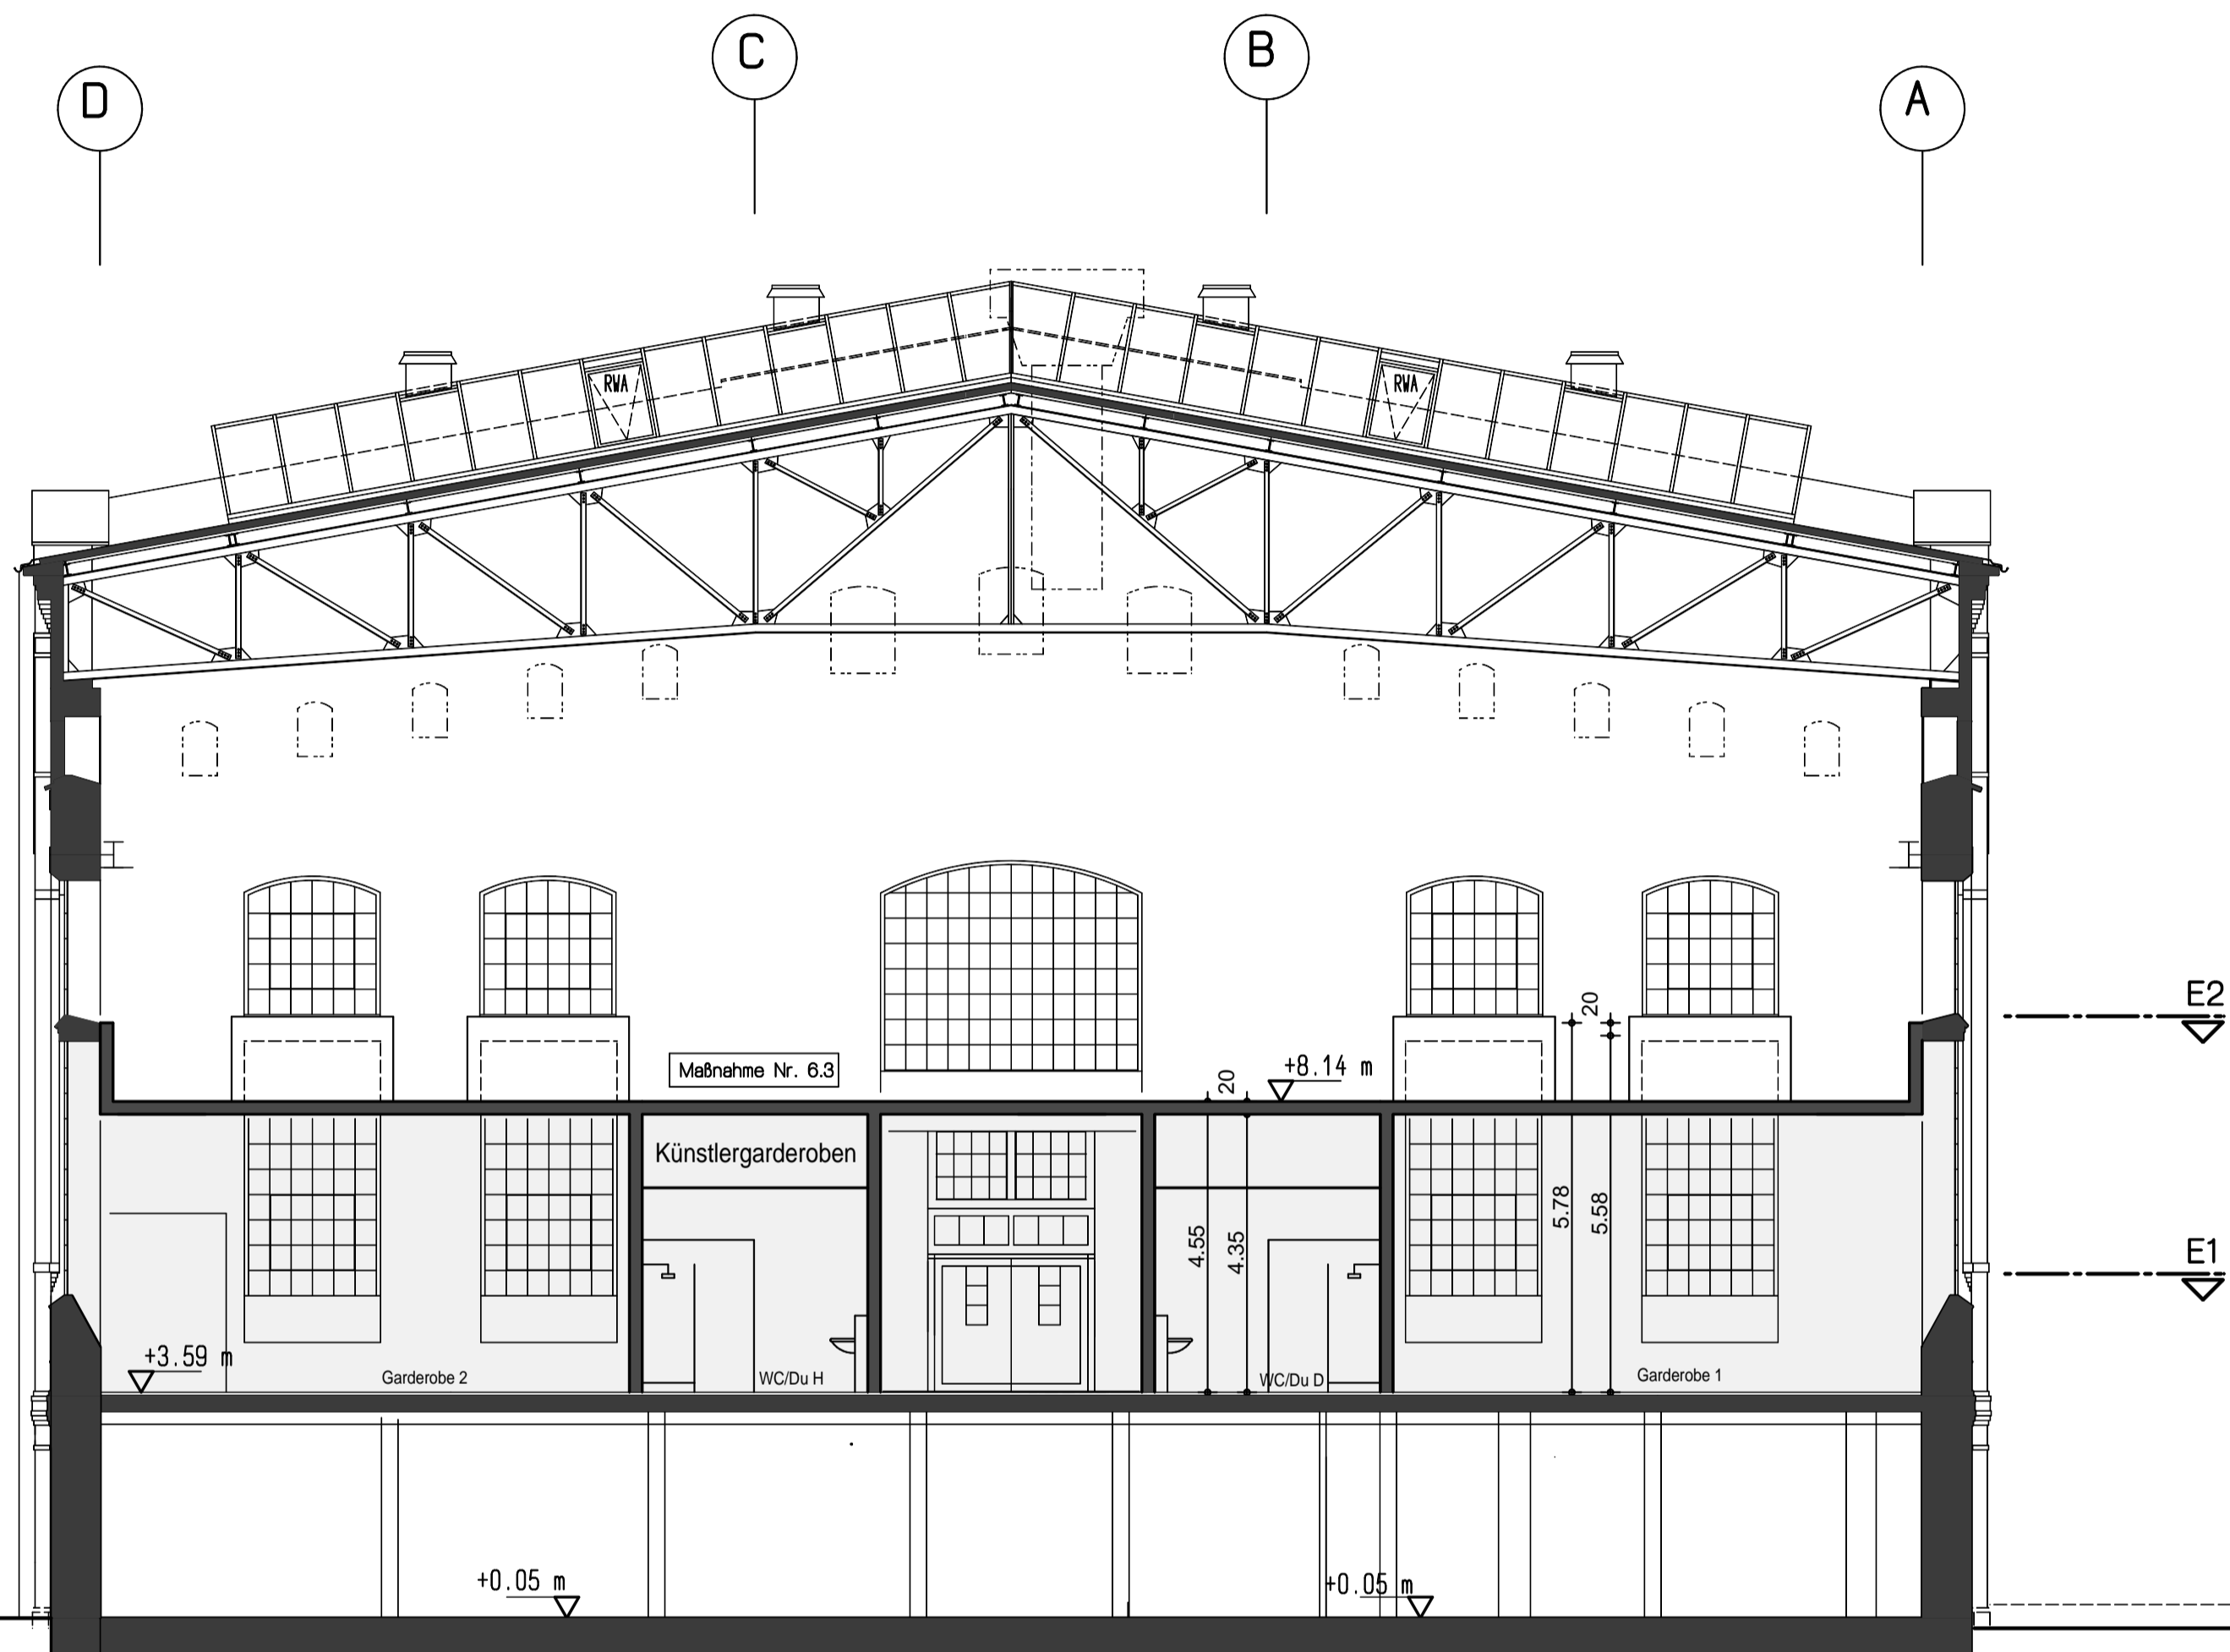 D
C
B
A
RWA
RWA
E2
20
Maßnahme Nr. 6.3
20
+8.14 m
Künstlergarderoben
E1
4.55
4.35
5.78
5.58
+3.59 m
Garderobe 2
WC/Du H
WC/Du D
Garderobe 1
+0.05 m
+0.05 m